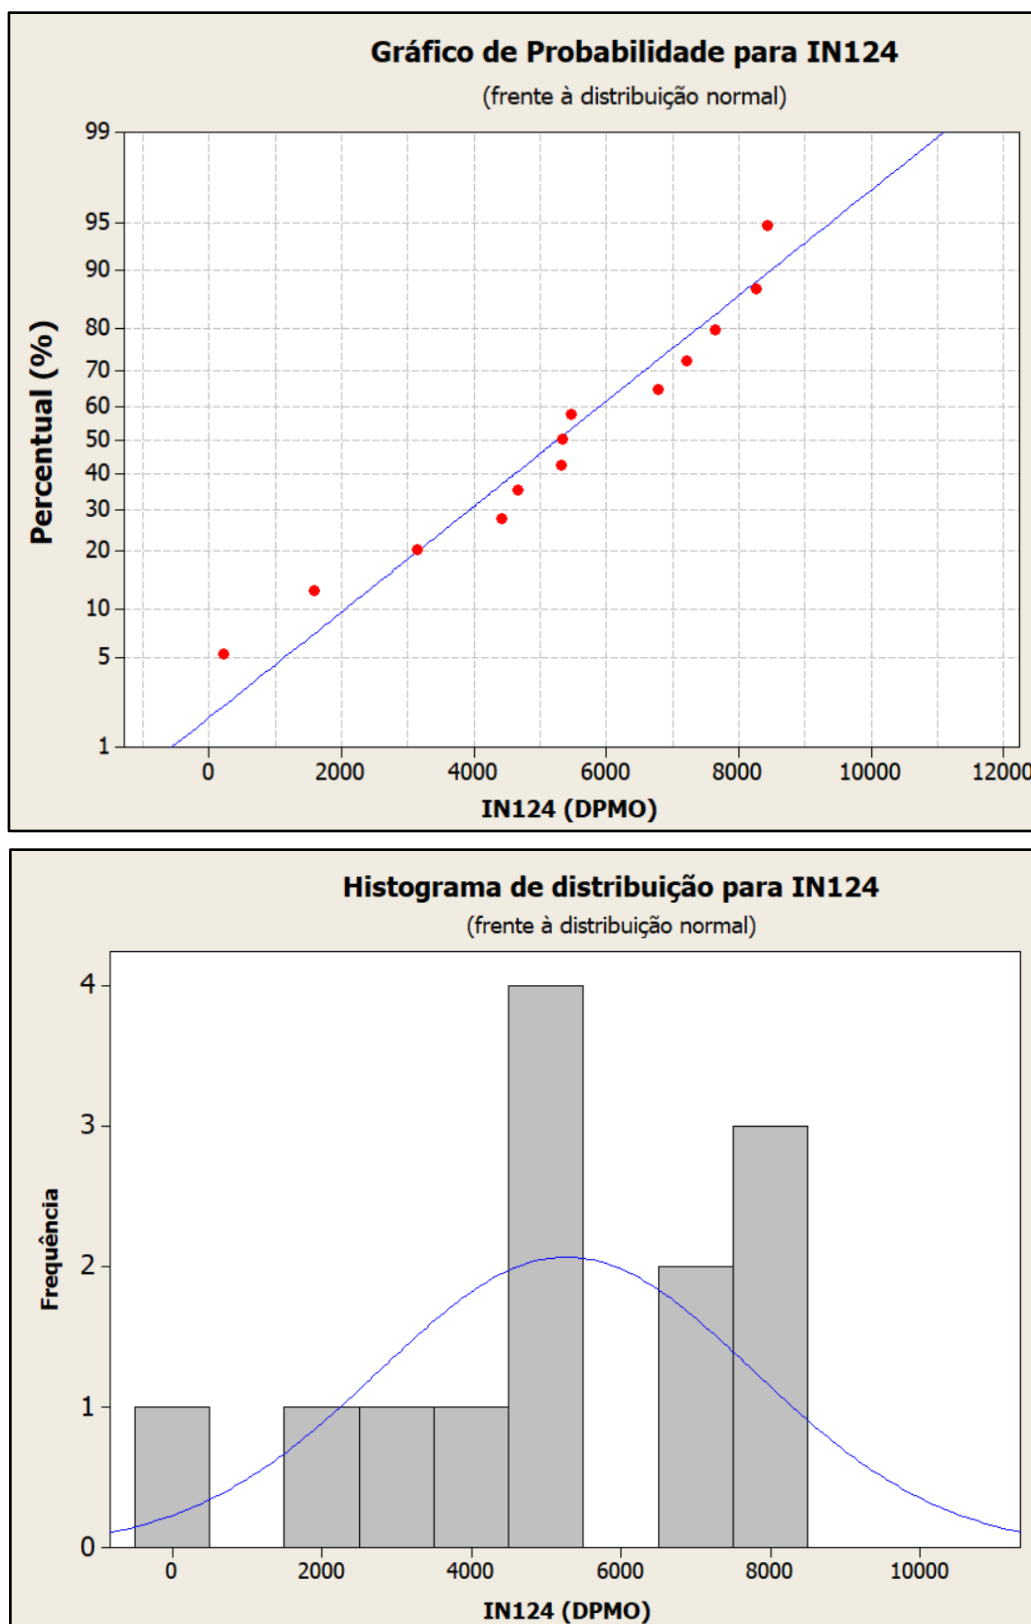 Gráfico de Probabilidade para IN124
(frente à distribuição normal)
99
95
90
80
70
60
50
40
30
20
10
5
1
Percentual (%)
0 2000 4000 6000 8000 10000 12000
IN124 (DPMO)
Histograma de distribuição para IN124
(frente à distribuição normal)
4
3
2
1
0
Frequência
0 2000 4000 6000 8000 10000
IN124 (DPMO)